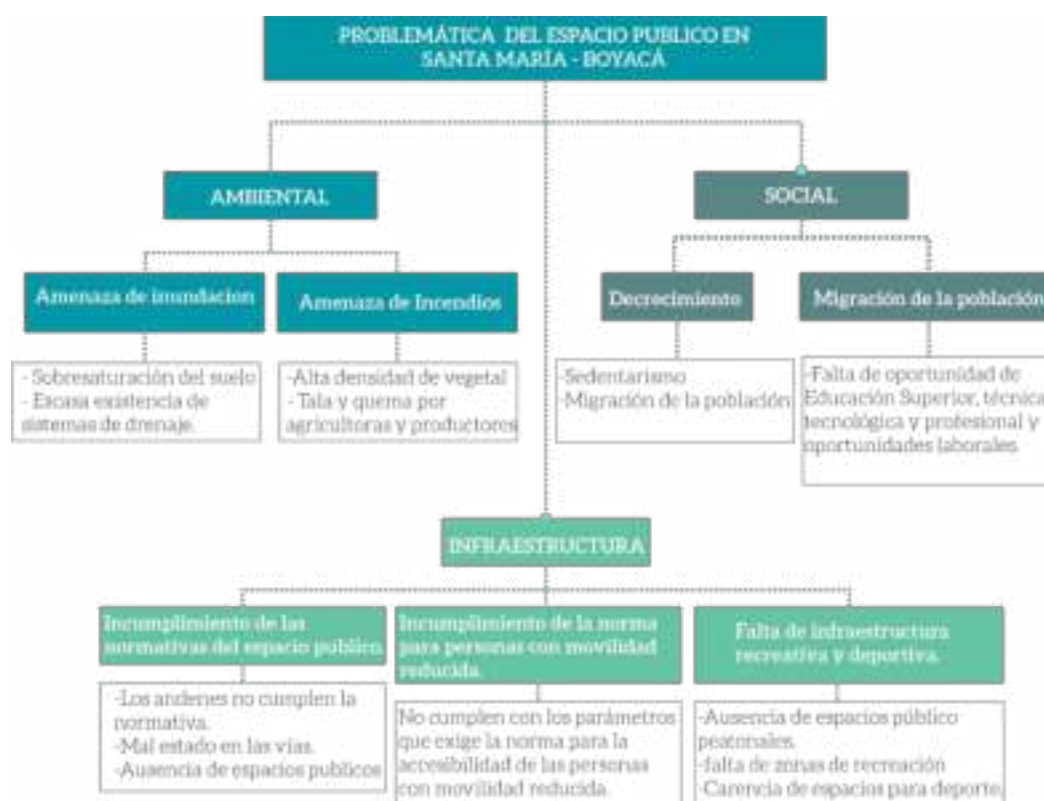 PROBLEMÁTICA DEL ESPACIO PUBLICO EN
SANTA MARÍA - BOYACÁ
AMBIENTAL
SOCIAL
Amenaza de inundacion
Amenaza de Incendios
Decrecimiento
Migración de la población
- Sobresaturación del suelo
- Escasa existencia de
sistemas de drenaje.
-Alta densidad de vegetal
- Tala y quema por
agricultoras y productores
-Sedentarismo
-Migración de la población
-Falta de oportunidad de
Educación Superior, técnica
tecnológica y profesional y
oportunidades laborales
INFRAESTRUCTURA
Incumplimiento de las
normativas del espacio publico.
Incumplimiento de la norma
para personas con movilidad
reducida.
Falta de infraestructura
recreativa y deportiva.
-Los andenes no cumplen la
normativa.
-Mal estado en las vías.
-Ausencia de espacios publicos
No cumplen con los parámetros
que exige la norma para la
accesibilidad de las personas
con movilidad reducida.
-Ausencia de espacios público
peatonales.
-falta de zonas de recreación
-Carencia de espacios para deporte.